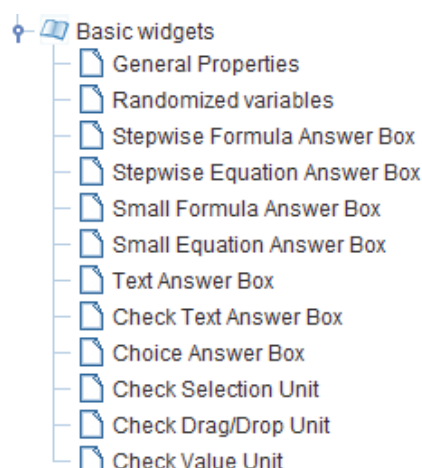 Basic widgets
General Properties
Randomized variables
Stepwise Formula Answer Box
Stepwise Equation Answer Box
Small Formula Answer Box
Small Equation Answer Box
Text Answer Box
Check Text Answer Box
Choice Answer Box
Check Selection Unit
Check Drag/Drop Unit
Check Value Unit